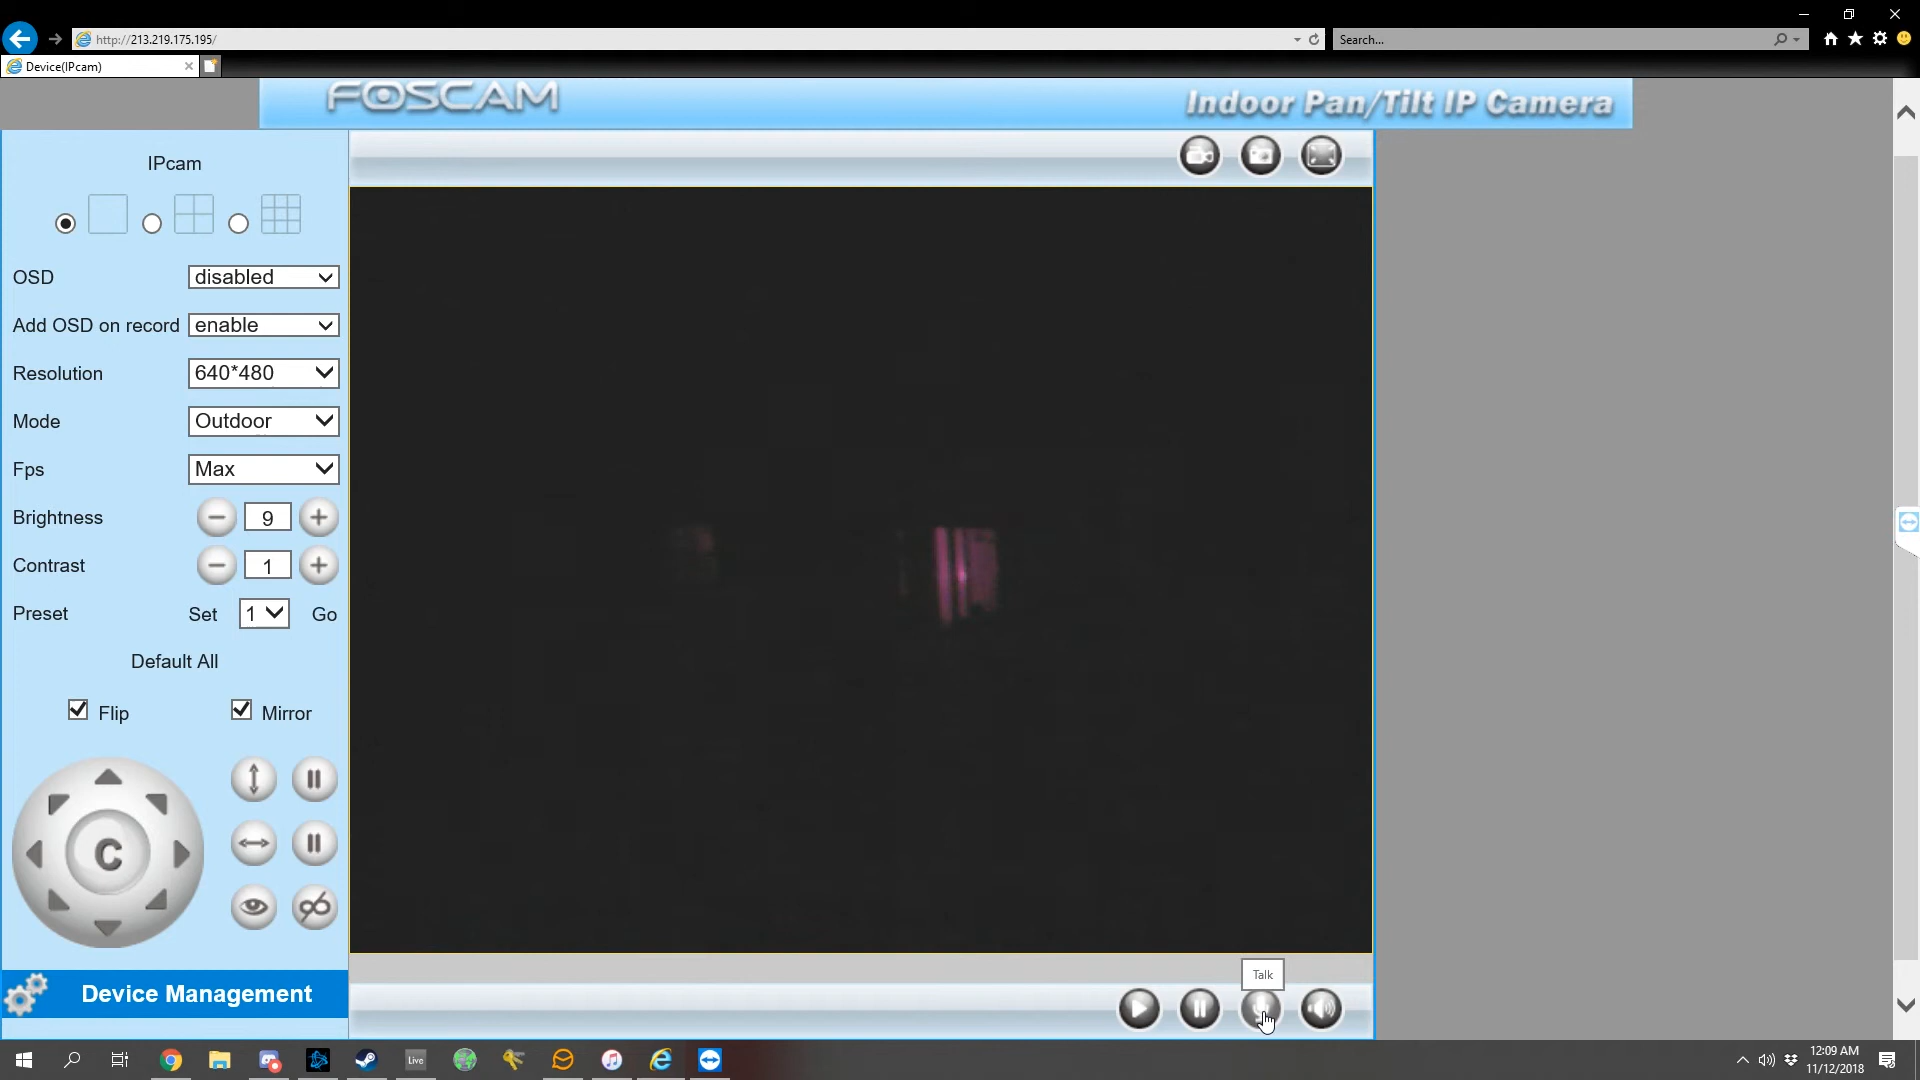 http://213.219.175.195/
Search...
Device(IPcam)
FOSCAM
Indoor Pan/Tilt IP Camera
IPcam
OSD disabled
Add OSD on record enable
Resolution 640*480
Mode Outdoor
Fps Max
Brightness 9
Contrast 1
Preset Set 1 Go
Default All
Flip Mirror
C
Device Management
Talk
Live
12:09 AM
11/12/2018